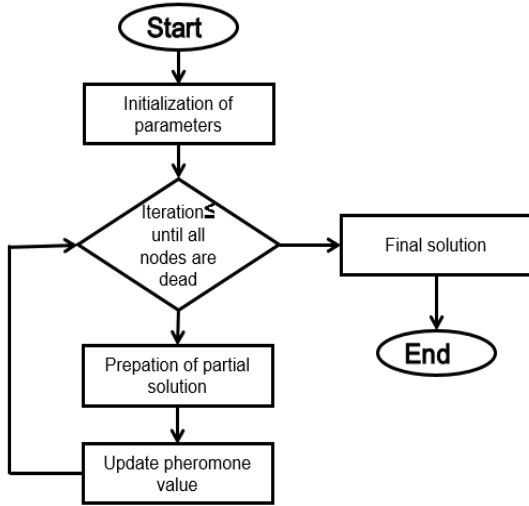 Start
Initialization of
parameters
Iteration≤
until all
nodes are
dead
Final solution
Prepation of partial
solution
End
Update pheromone
value